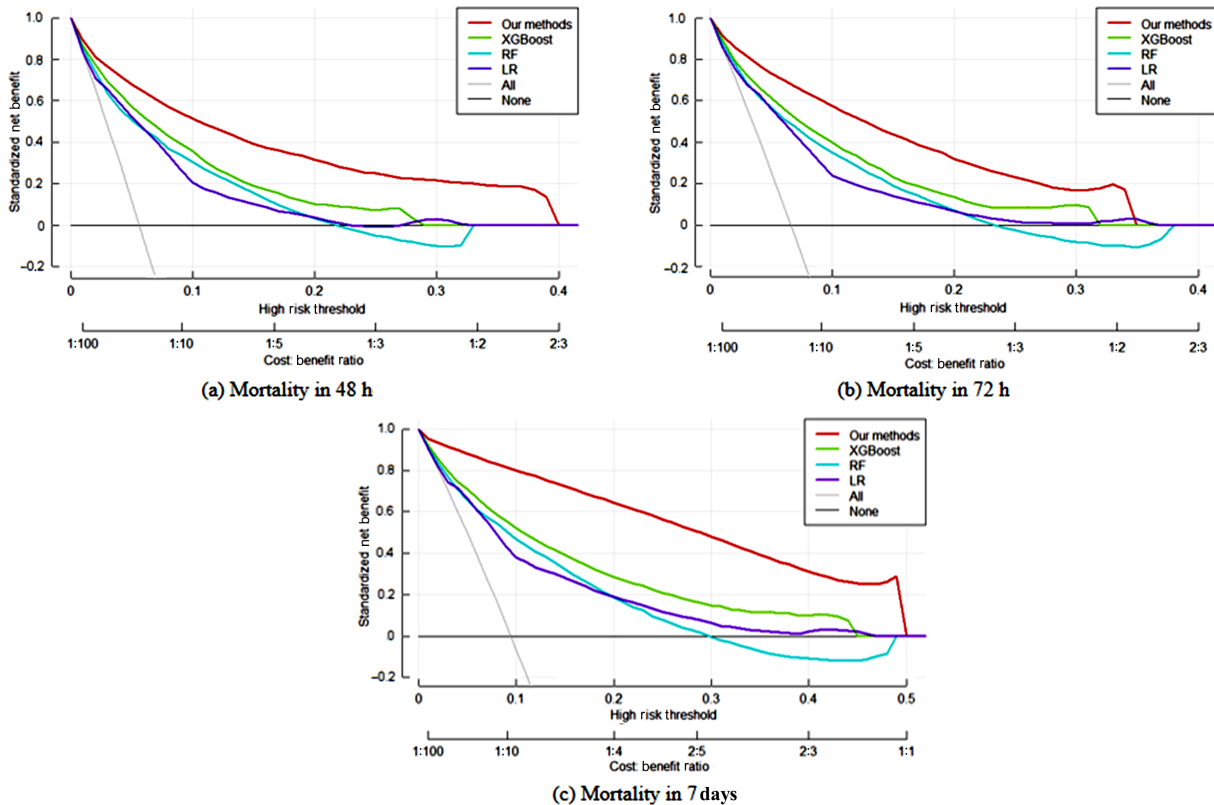 1.0
0.8
0.6
0.4
0.2
0
−0.2
Standardized net benefit
Our methods
XGBoost
RF
LR
All
None
0 0.1 0.2 0.3 0.4
High risk threshold
1:100 1:10 1:5 1:3 1:2 2:3
Cost: benefit ratio
(a) Mortality in 48 h
1.0
0.8
0.6
0.4
0.2
0
−0.2
Standardized net benefit
Our methods
XGBoost
RF
LR
All
None
0 0.1 0.2 0.3 0.4
High risk threshold
1:100 1:10 1:5 1:3 1:2 2:3
Cost: benefit ratio
(b) Mortality in 72 h
1.0
0.8
0.6
0.4
0.2
0
−0.2
Standardized net benefit
Our methods
XGBoost
RF
LR
All
None
0 0.1 0.2 0.3 0.4 0.5
High risk threshold
1:100 1:10 1:4 2:5 2:3 1:1
Cost: benefit ratio
(c) Mortality in 7 days